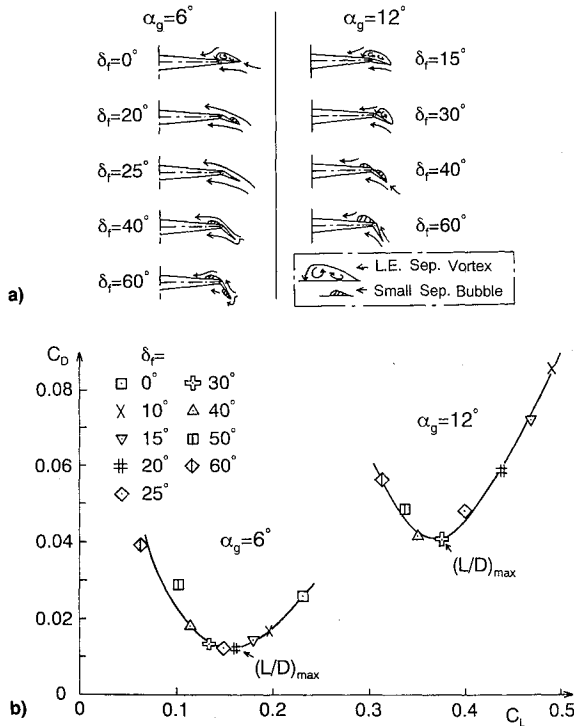 α_g=6° α_g=12°
δ_f=0° δ_f=15°
δ_f=20° δ_f=30°
δ_f=25° δ_f=40°
δ_f=40° δ_f=60°
δ_f=60°
L.E. Sep. Vortex
Small Sep. Bubble
a)
C_D
δ_f=
0° 30°
10° 40°
15° 50°
20° 60°
25°
α_g=12°
α_g=6°
(L/D)max
(L/D)max
0.08
0.06
0.04
0.02
0
0 0.1 0.2 0.3 0.4 0.5
C_L
b)